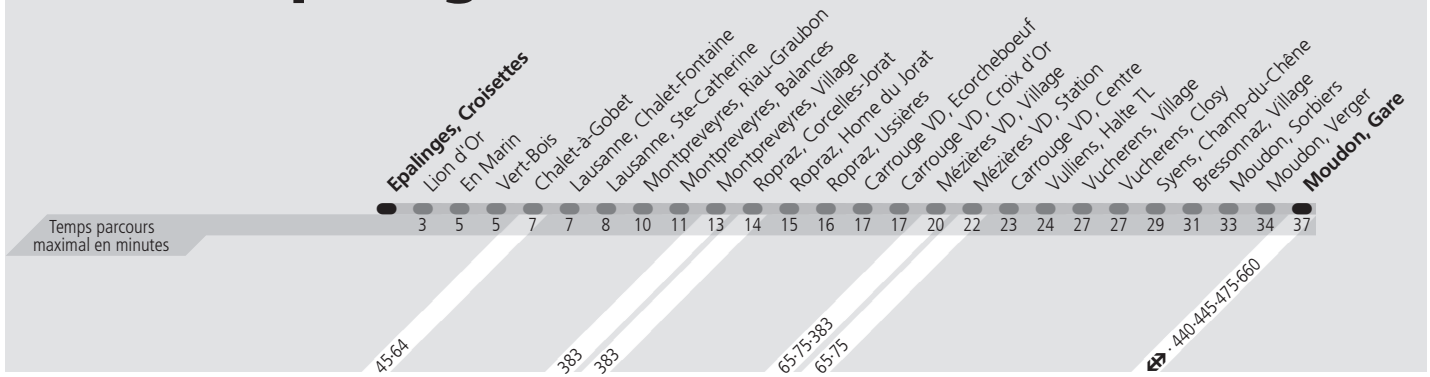 Epalinges, Croisettes
Lion d'Or
En Marin
Vert-Bois
Chalet-à-Gobet
Lausanne, Chalet-Fontaine
Lausanne, Ste-Catherine
Montpreveyres, Riau-Graubon
Montpreveyres, Balances
Montpreveyres, Village
Ropraz, Corcelles-Jorat
Ropraz, Home du Jorat
Ropraz, Ussières
Carrouge VD, Ecorcheboeuf
Carrouge VD, Croix d'Or
Mézières VD, Village
Mézières VD, Station
Carrouge VD, Centre
Vulliens, Halte TL
Vucherens, Village
Vucherens, Closy
Syens, Champ-du-Chêne
Bressonnaz, Village
Moudon, Sorbiers
Moudon, Verger
Moudon, Gare
Temps parcours
maximal en minutes
3 5 5 7 7 8 10 11 13 14 15 16 17 17 20 22 23 24 27 27 29 31 33 34 37
45-64
383
383
65-75-383
65-75
· 440-445-475-660